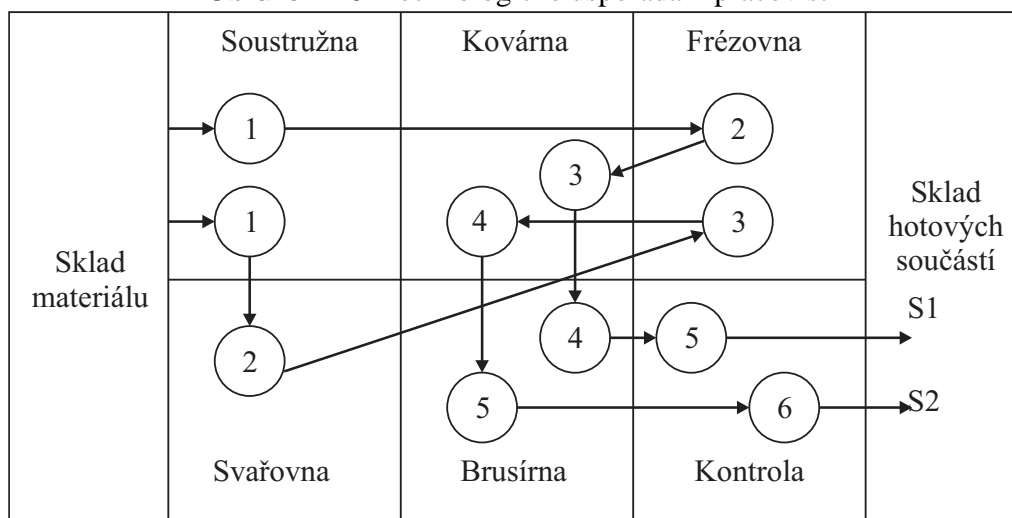 Soustružna Kovárna Frézovna
1 2
3
1 4 3
Sklad
materiálu
Sklad
hotových
součástí
2 4 5 S1
5 6 S2
Svařovna Brusírna Kontrola